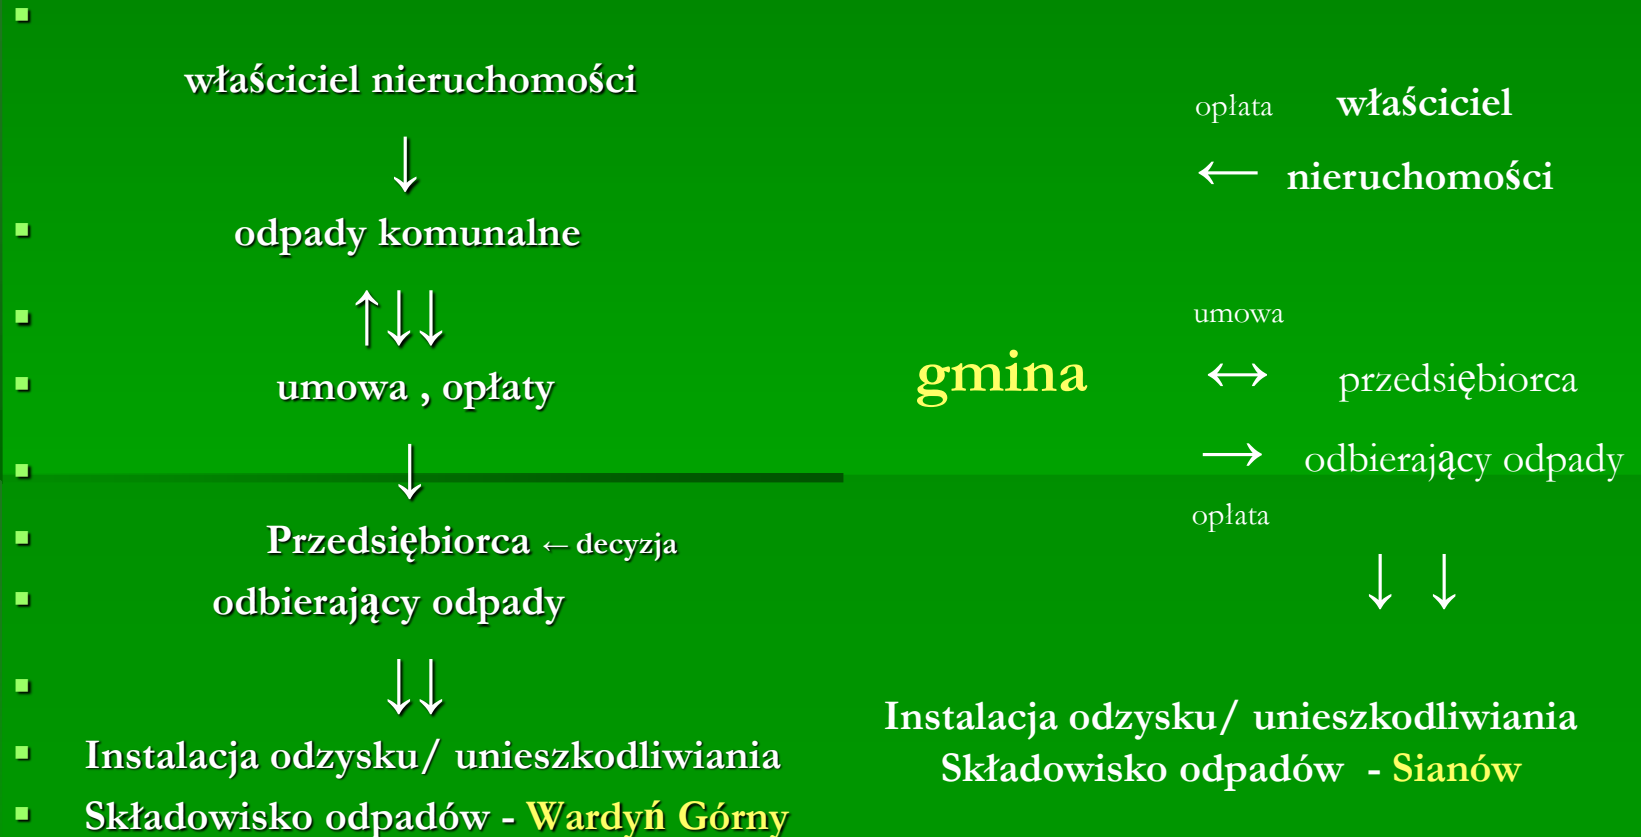 właściciel nieruchomości
↓
odpady komunalne
↑↓↓
umowa , opłaty
↓
Przedsiębiorca ← decyzja
odbierający odpady
↓↓
Instalacja odzysku/ unieszkodliwiania
Składowisko odpadów - Wardyń Górny
opłata właściciel
← nieruchomości
umowa
gmina ↔ przedsiębiorca
→ odbierający odpady
opłata
↓ ↓
Instalacja odzysku/ unieszkodliwiania
Składowisko odpadów - Sianów